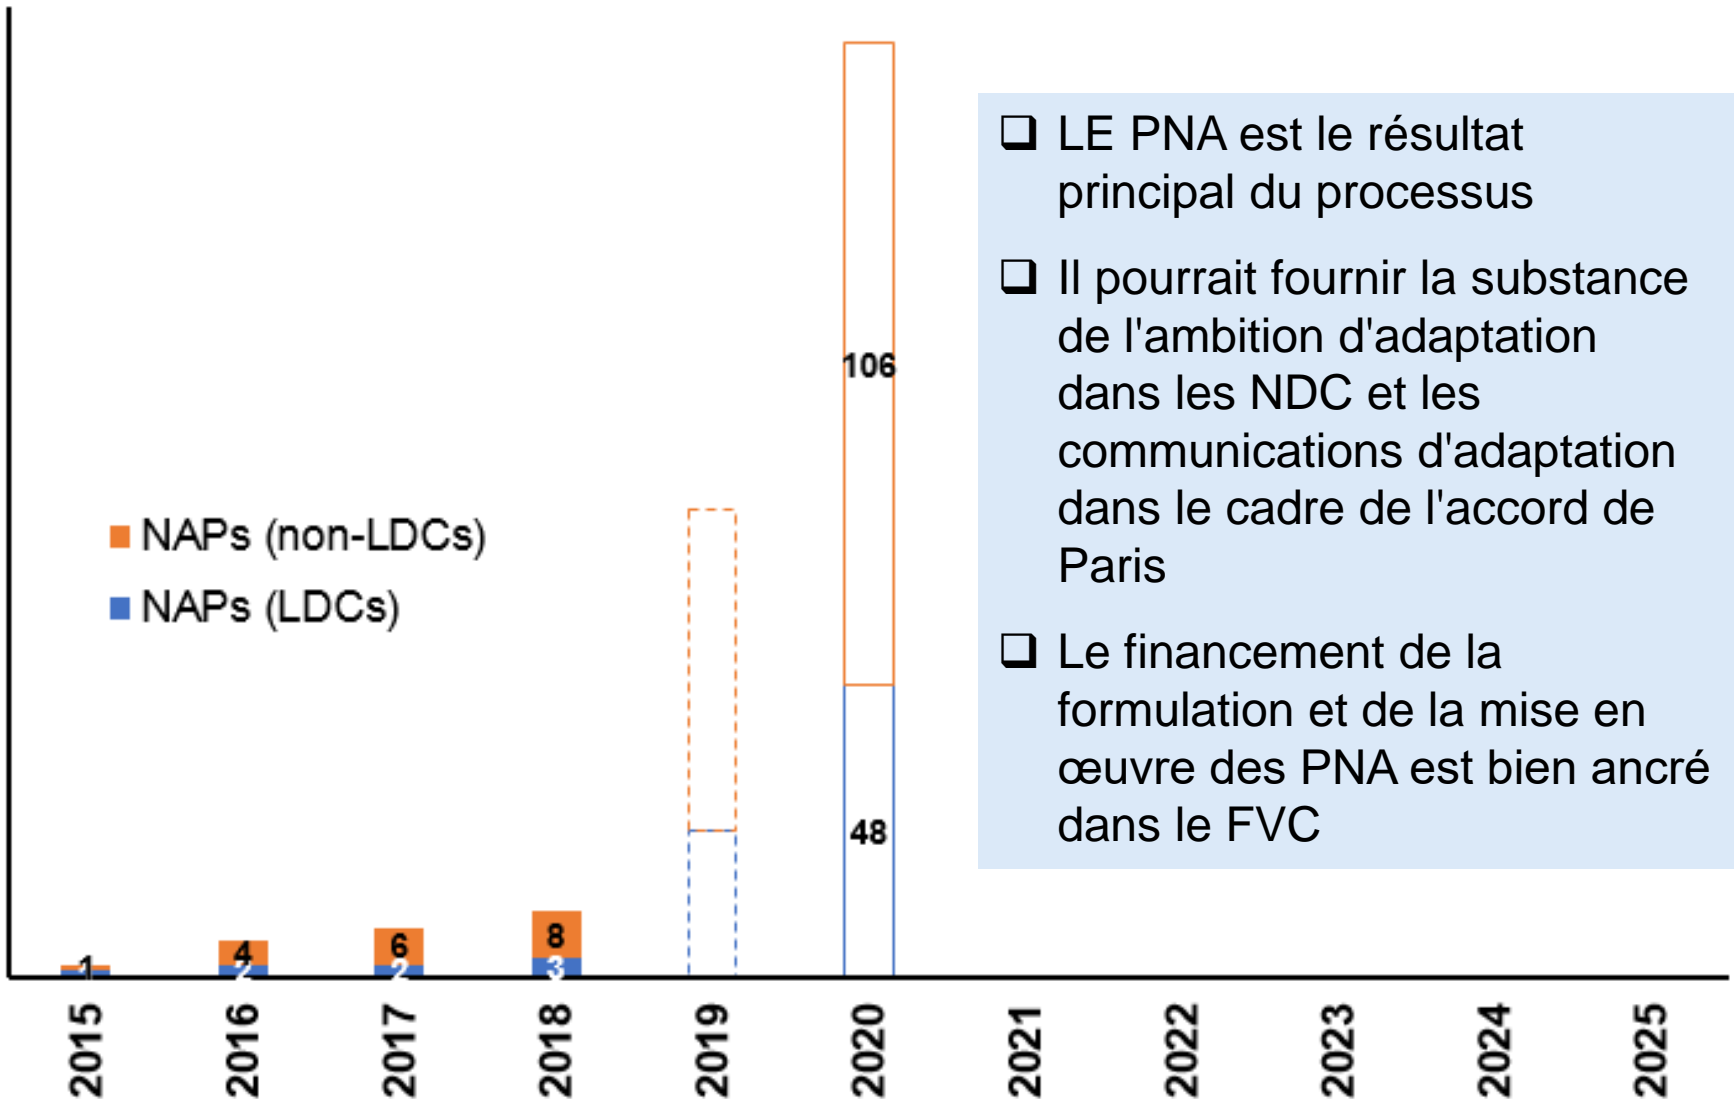 106
48
NAPs (non-LDCs)
NAPs (LDCs)
1
4
2
6
2
8
3
2015
2016
2017
2018
2019
2020
2021
2022
2023
2024
2025
❑ LE PNA est le résultat
principal du processus
❑ Il pourrait fournir la substance
de l'ambition d'adaptation
dans les NDC et les
communications d'adaptation
dans le cadre de l'accord de
Paris
❑ Le financement de la
formulation et de la mise en
œuvre des PNA est bien ancré
dans le FVC